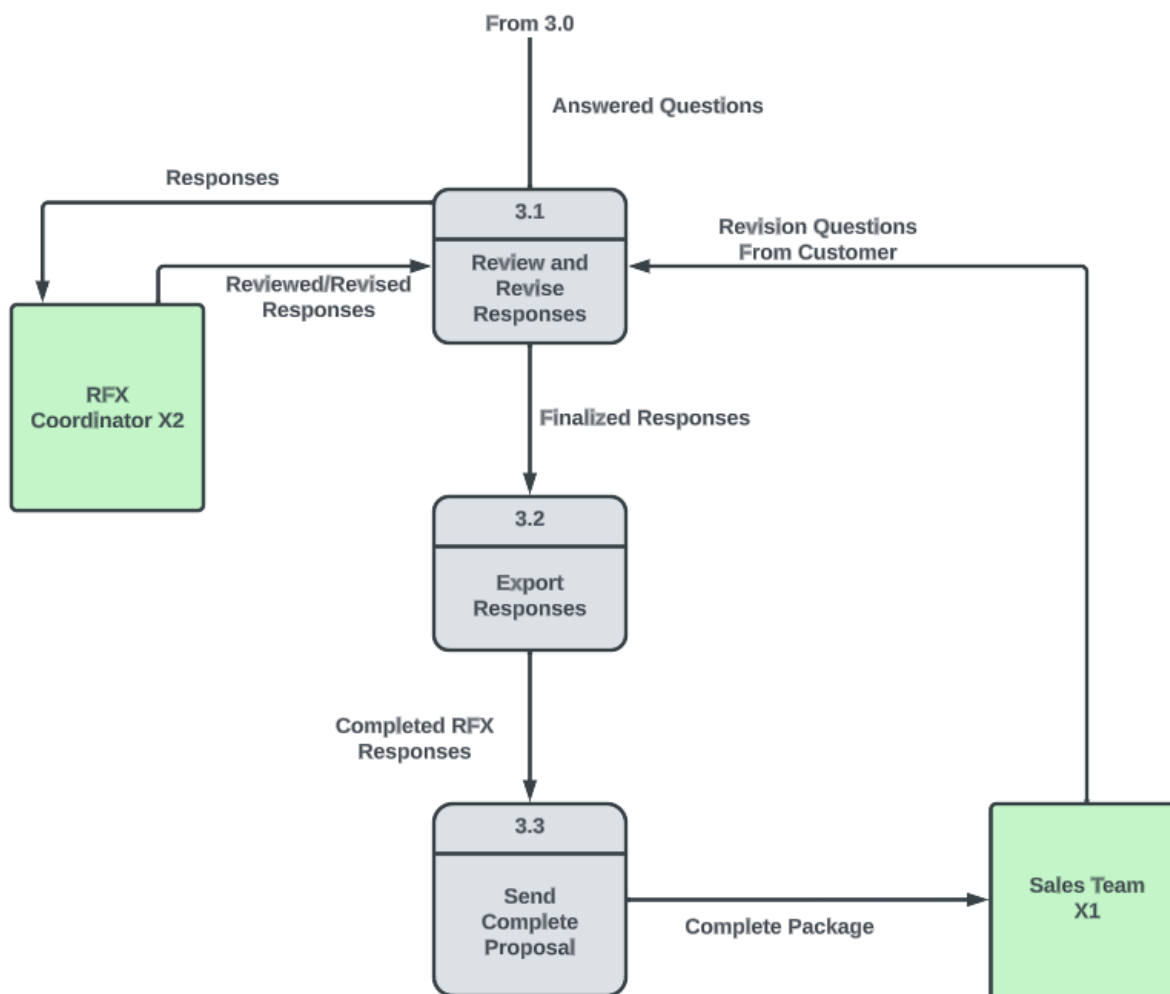 From 3.0
Answered Questions
Responses
3.1
Review and
Revise
Responses
Revision Questions
From Customer
Reviewed/Revised
Responses
RFX
Coordinator X2
Finalized Responses
3.2
Export
Responses
Completed RFX
Responses
3.3
Send
Complete
Proposal
Complete Package
Sales Team
X1